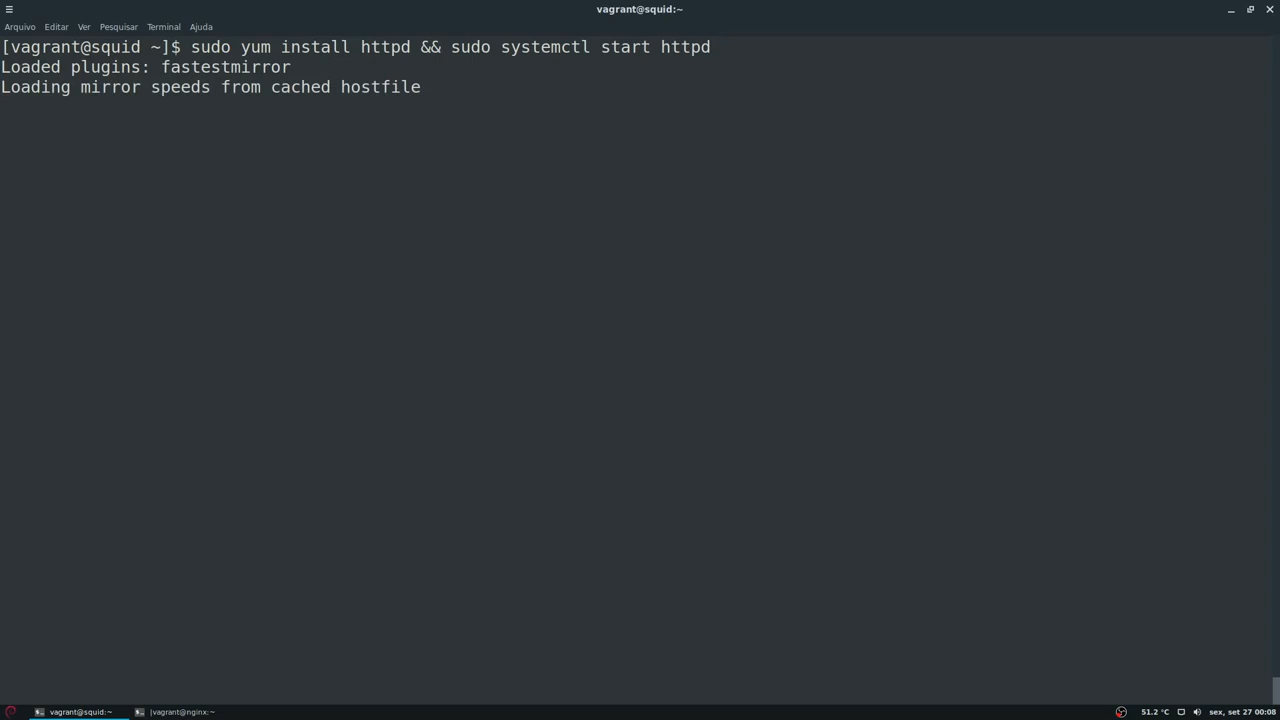 vagrant@squid:~
Arquivo Editar Ver Pesquisar Terminal Ajuda
[vagrant@squid ~]$ sudo yum install httpd && sudo systemctl start httpd
Loaded plugins: fastestmirror
Loading mirror speeds from cached hostfile
vagrant@squid:~ |vagrant@nginx:~ 51.2 °C sex, set 27 00:08